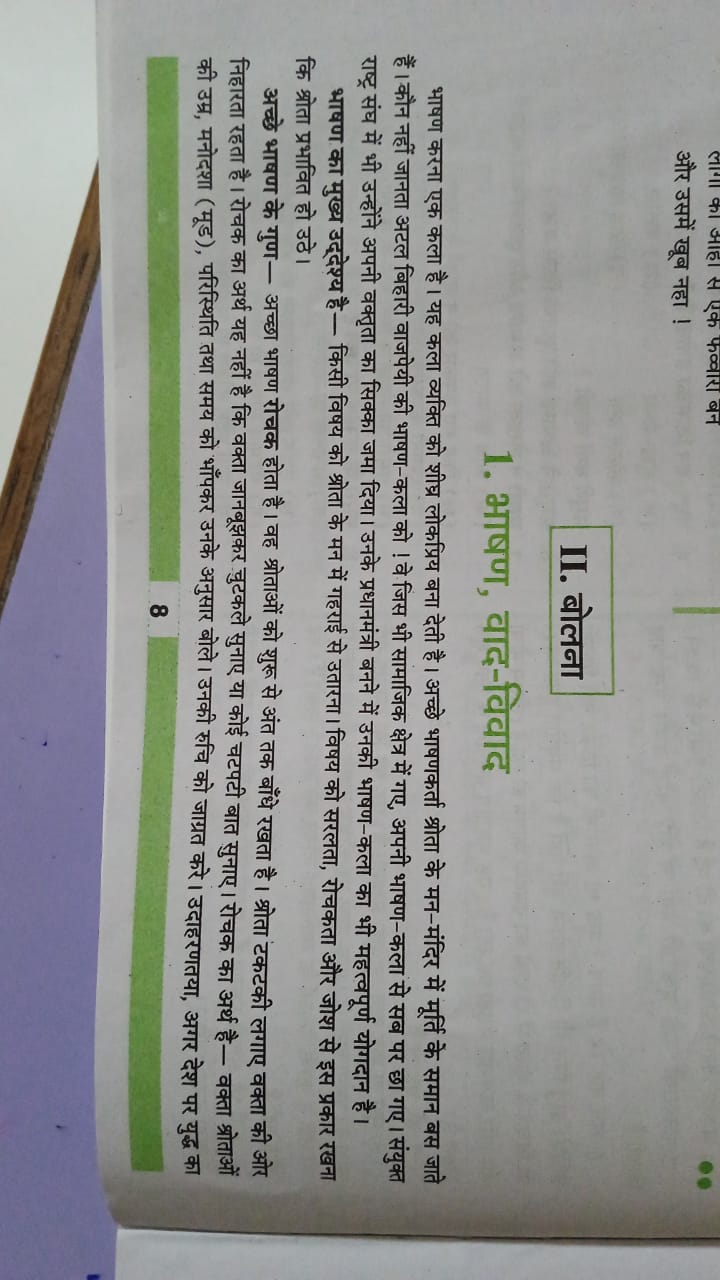 लोगों की आहों से एक फव्वारा बन
और उसमें खूब नहा !
II. बोलना
1. भाषण, वाद-विवाद
भाषण करना एक कला है। यह कला व्यक्ति को शीघ्र लोकप्रिय बना देती है। अच्छे भाषणकर्ता श्रोता के मन-मंदिर में मूर्ति के समान बस जाते
हैं। कौन नहीं जानता अटल बिहारी वाजपेयी की भाषण-कला को ! वे जिस भी सामाजिक क्षेत्र में गए, अपनी भाषण-कला से सब पर छा गए। संयुक्त
राष्ट्र संघ में भी उन्होंने अपनी वक्तृता का सिक्का जमा दिया। उनके प्रधानमंत्री बनने में उनकी भाषण-कला का भी महत्वपूर्ण योगदान है।
भाषण का मुख्य उद्देश्य है— किसी विषय को श्रोता के मन में गहराई से उतारना। विषय को सरलता, रोचकता और जोश से इस प्रकार रखना
कि श्रोता प्रभावित हो उठे।
अच्छे भाषण के गुण— अच्छा भाषण रोचक होता है। वह श्रोताओं को शुरू से अंत तक बाँधे रखता है। श्रोता टकटकी लगाए वक्ता की ओर
निहारता रहता है। रोचक का अर्थ यह नहीं है कि वक्ता जानबूझकर चुटकले सुनाए या कोई चटपटी बात सुनाए। रोचक का अर्थ है— वक्ता श्रोताओं
की उम्र, मनोदशा (मूड), परिस्थिति तथा समय को भाँपकर उनके अनुसार बोले। उनकी रुचि को जाग्रत करे। उदाहरणतया, अगर देश पर युद्ध का
8